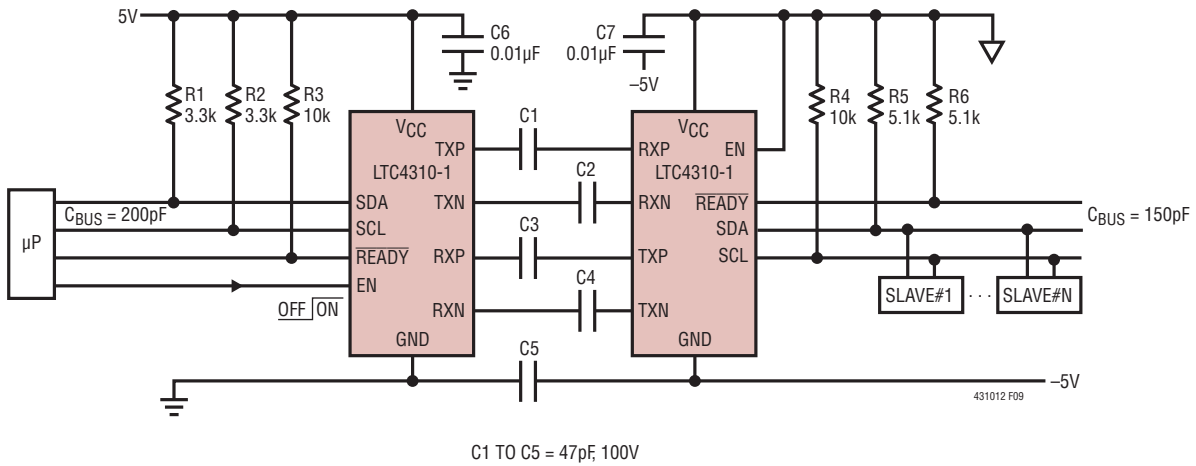 5V
C6
0.01µF
C7
0.01µF
–5V
R1
3.3k
R2
3.3k
R3
10k
R4
10k
R5
5.1k
R6
5.1k
C1
C2
C3
C4
C5
VCC
TXP
LTC4310-1
SDA
TXN
SCL
READY
RXP
EN
RXN
GND
VCC
RXP
EN
LTC4310-1
RXN
READY
SDA
TXP
SCL
TXN
GND
µP
CBUS = 200pF
OFF ON
CBUS = 150pF
SLAVE#1 · · · SLAVE#N
–5V
431012 F09
C1 TO C5 = 47pF, 100V